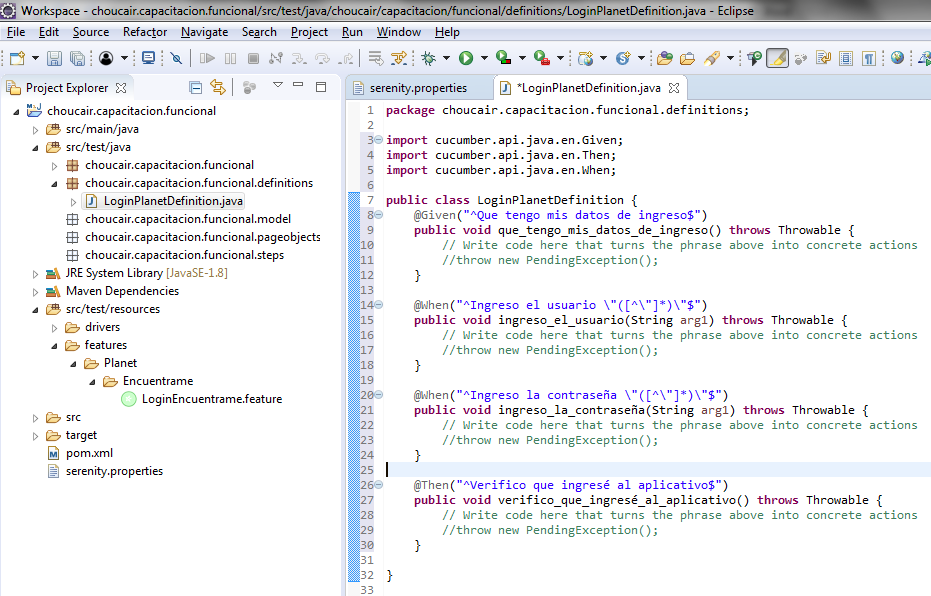 Workspace - choucair.capacitacion.funcional/src/test/java/choucair/capacitacion/funcional/definitions/LoginPlanetDefinition.java - Eclipse
File Edit Source Refactor Navigate Search Project Run Window Help
Project Explorer
choucair.capacitacion.funcional
src/main/java
src/test/java
choucair.capacitacion.funcional
choucair.capacitacion.funcional.definitions
LoginPlanetDefinition.java
choucair.capacitacion.funcional.model
choucair.capacitacion.funcional.pageobjects
choucair.capacitacion.funcional.steps
JRE System Library [JavaSE-1.8]
Maven Dependencies
src/test/resources
drivers
features
Planet
Encuentrame
LoginEncuentrame.feature
src
target
pom.xml
serenity.properties
serenity.properties *LoginPlanetDefinition.java
1 package choucair.capacitacion.funcional.definitions;
2
3 import cucumber.api.java.en.Given;
4 import cucumber.api.java.en.Then;
5 import cucumber.api.java.en.When;
6
7 public class LoginPlanetDefinition {
8 @Given("^Que tengo mis datos de ingreso$")
9 public void que_tengo_mis_datos_de_ingreso() throws Throwable {
10 // Write code here that turns the phrase above into concrete actions
11 //throw new PendingException();
12 }
13
14 @When("^Ingreso el usuario \"([^\"]*)\"$")
15 public void ingreso_el_usuario(String arg1) throws Throwable {
16 // Write code here that turns the phrase above into concrete actions
17 //throw new PendingException();
18 }
19
20 @When("^Ingreso la contraseña \"([^\"]*)\"$")
21 public void ingreso_la_contraseña(String arg1) throws Throwable {
22 // Write code here that turns the phrase above into concrete actions
23 //throw new PendingException();
24 }
25
26 @Then("^Verifico que ingresé al aplicativo$")
27 public void verifico_que_ingresé_al_aplicativo() throws Throwable {
28 // Write code here that turns the phrase above into concrete actions
29 //throw new PendingException();
30 }
31
32 }
33